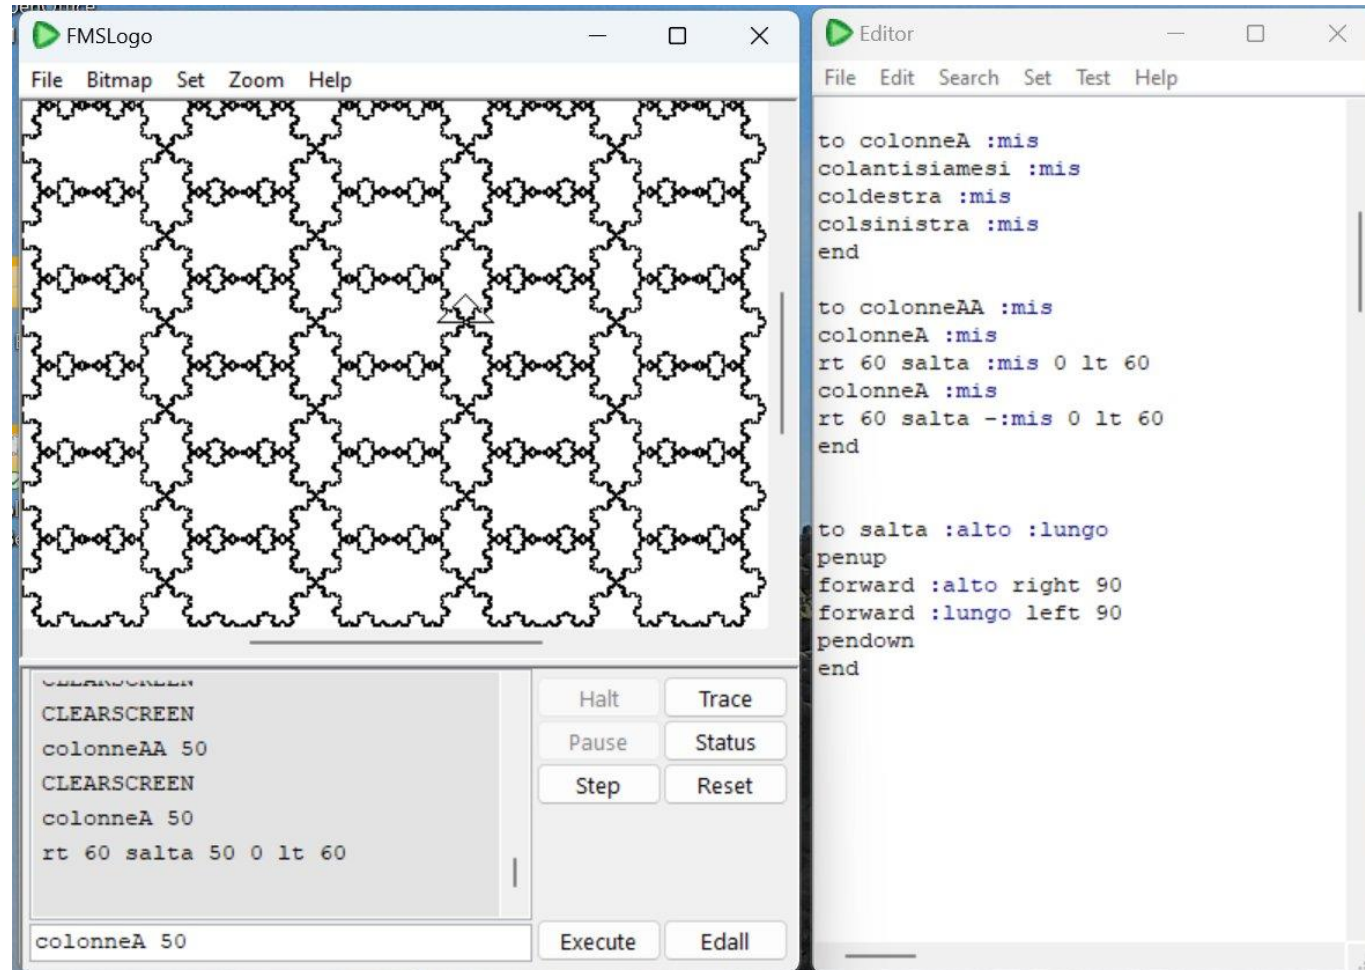 FMSLogo
File Bitmap Set Zoom Help
CLEARSCREEN
CLEARSCREEN
colonneAA 50
CLEARSCREEN
colonneA 50
rt 60 salta 50 0 lt 60
colonneA 50
Halt Trace
Pause Status
Step Reset
Execute Edall
Editor
File Edit Search Set Test Help
to colonneA :mis
colantisiamesi :mis
coldestra :mis
colsinistra :mis
end
to colonneAA :mis
colonneA :mis
rt 60 salta :mis 0 lt 60
colonneA :mis
rt 60 salta -:mis 0 lt 60
end
to salta :alto :lungo
penup
forward :alto right 90
forward :lungo left 90
pendown
end